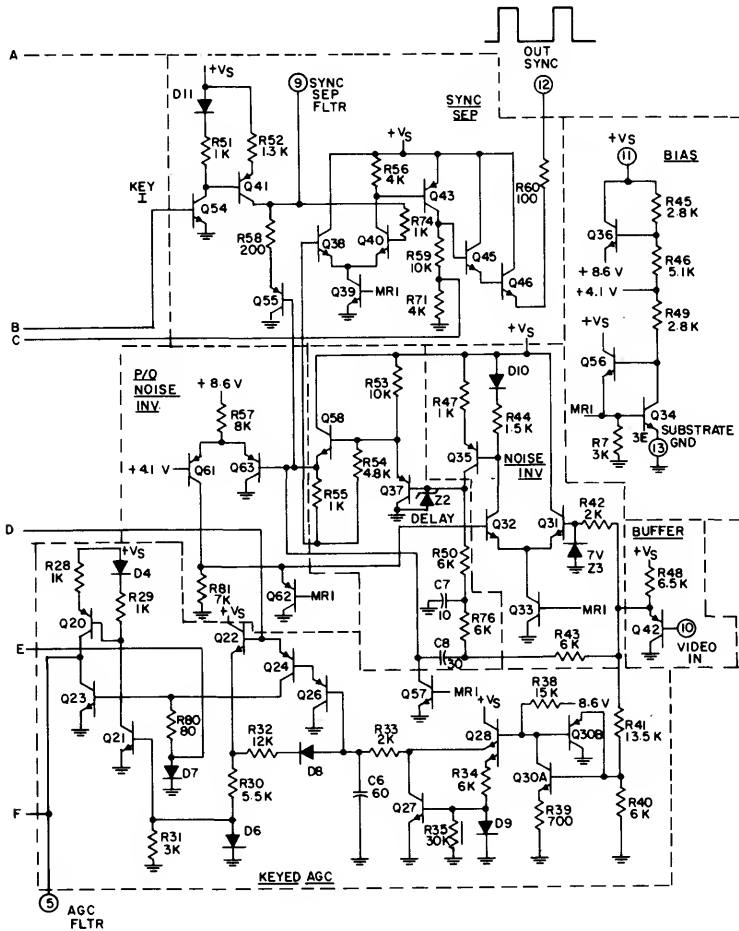 OUT
SYNC
A
+VS
9
SYNC
SEP
FLTR
12
D11
SYNC
SEP
+VS
+VS
11
BIAS
R51
1K
R52
1.3K
R56
4K
R60
100
KEY
I
Q41
Q43
R45
2.8K
Q54
R74
1K
Q36
R58
200
Q38
Q40
R59
10K
Q45
R46
5.1K
Q46
+8.6 V
Q39
MR1
+4.1 V
Q55
R71
4K
R49
2.8K
B
C
+VS
+VS
P/O
NOISE
INV
R53
10K
D10
Q56
+8.6 V
R47
1K
MR1
Q34
R57
8K
Q58
R44
1.5K
3E
SUBSTRATE
GND
R7
3K
13
+4.1 V
Q61
Q63
R54
4.8K
Q35
NOISE
INV
R55
1K
Q37
Z2
DELAY
Q32
Q31
R42
2K
BUFFER
D
+VS
R28
1K
+VS
D4
R50
6K
7V
Z3
R48
6.5K
R81
7K
C7
10
R29
1K
Q62
MR1
Q33
MR1
Q42
10
VIDEO
IN
Q20
+VS
Q22
R76
6K
E
Q24
C8
30
R43
6K
Q23
Q26
Q57
MR1
R38
15K
8.6 V
Q21
R80
80
+VS
R41
13.5K
R32
12K
R33
2K
Q28
Q30B
D7
D8
Q30A
R30
5.5K
R34
6K
F
C6
60
Q27
R39
700
R40
6K
R31
3K
D6
R35
30K
D9
KEYED AGC
5
AGC
FLTR